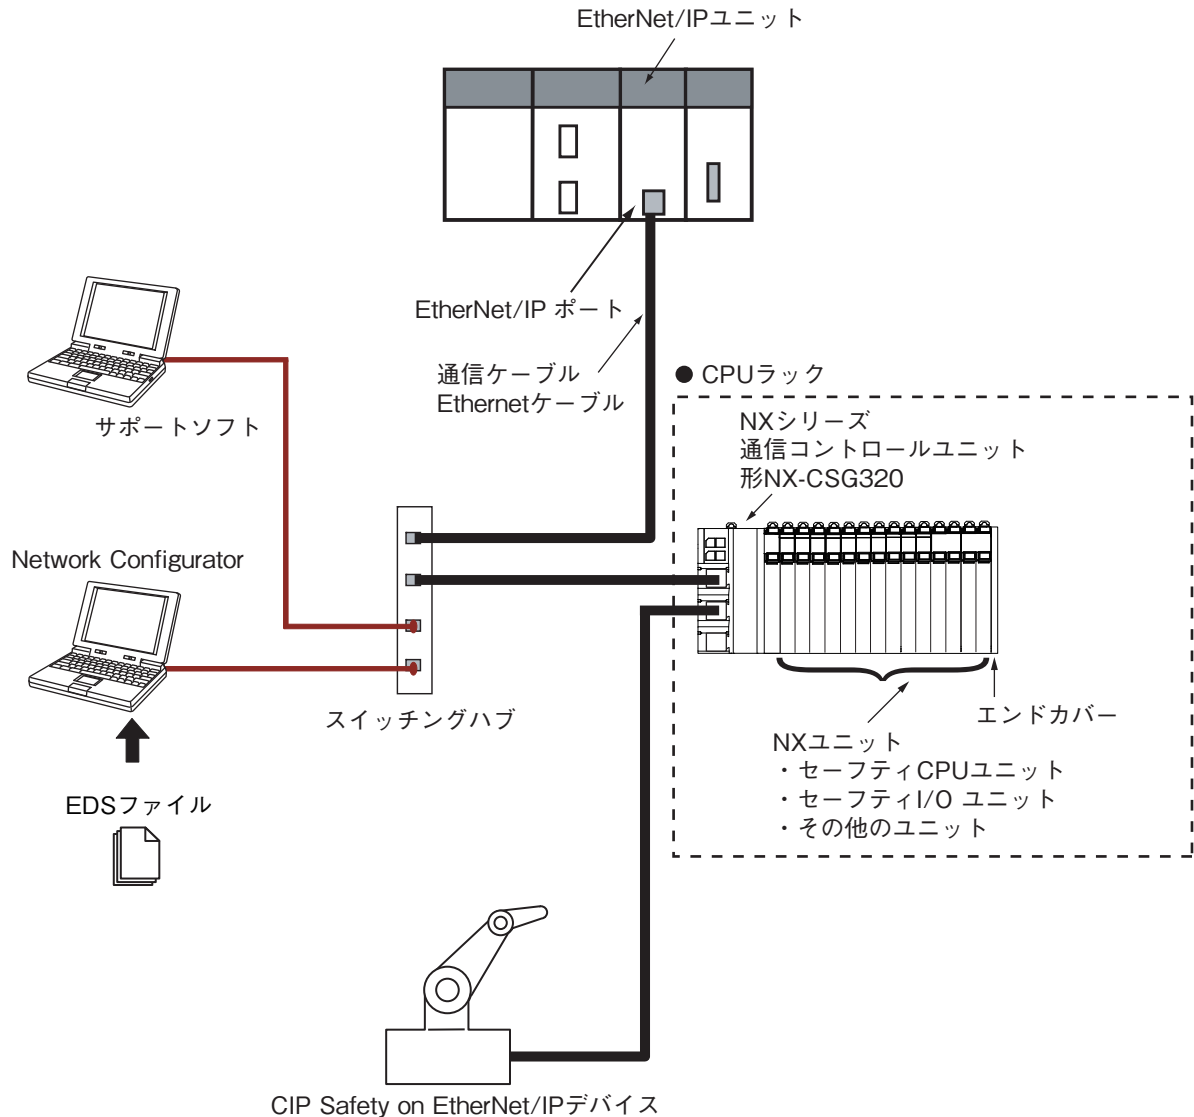 EtherNet/IPユニット
EtherNet/IP ポート
通信ケーブル
Ethernetケーブル
サポートソフト
● CPUラック
NXシリーズ
通信コントロールユニット
形NX-CSG320
Network Configurator
スイッチングハブ
エンドカバー
NXユニット
・セーフティCPUユニット
・セーフティI/O ユニット
・その他のユニット
EDSファイル
CIP Safety on EtherNet/IPデバイス